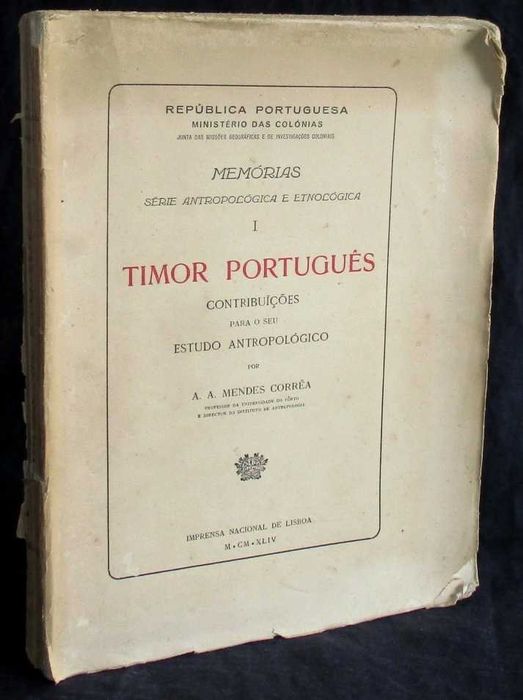 REPÚBLICA PORTUGUESA
MINISTÉRIO DAS COLÓNIAS
JUNTA DAS MISSÕES GEOGRÁFICAS E DE INVESTIGAÇÕES COLONIAIS
MEMÓRIAS
SÉRIE ANTROPOLÓGICA E ETNOLÓGICA
I
TIMOR PORTUGUÊS
CONTRIBUÏÇÕES
PARA O SEU
ESTUDO ANTROPOLÓGICO
POR
A. A. MENDES CORRÊA
PROFESSOR DA UNIVERSIDADE DO PÔRTO
E DIRECTOR DO INSTITUTO DE ANTROPOLOGIA
IMPRENSA NACIONAL DE LISBOA
M•CM•XLIV